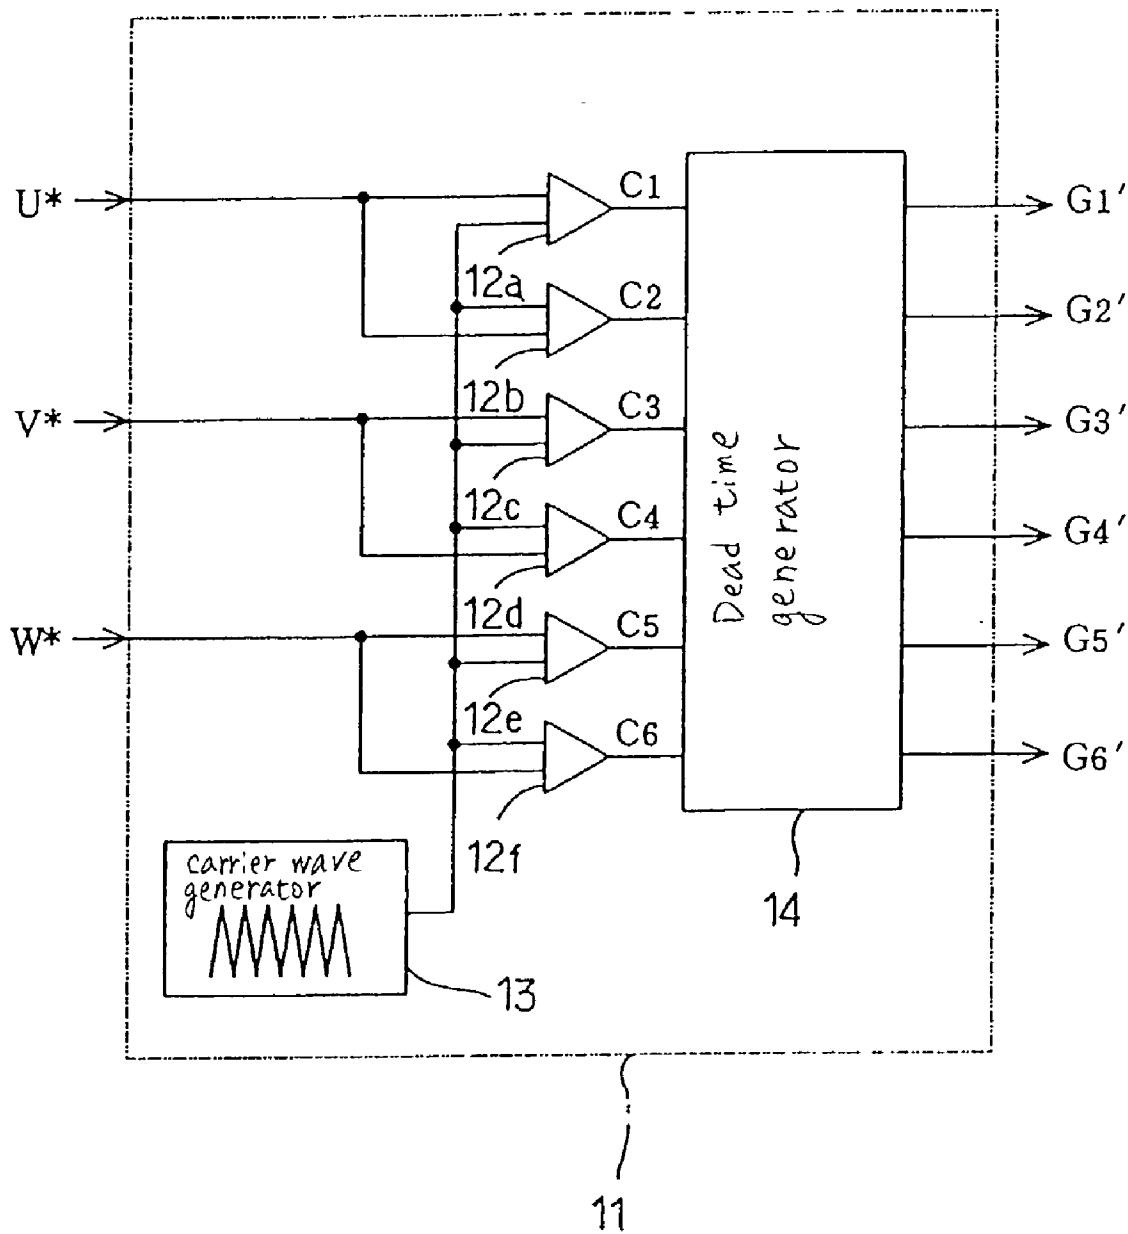 U*
C1
G1′
12a
C2
G2′
12b
V*
C3
G3′
12c
C4
G4′
12d
W*
C5
G5′
12e
C6
G6′
12f
Dead time
generator
14
carrier wave
generator
13
11